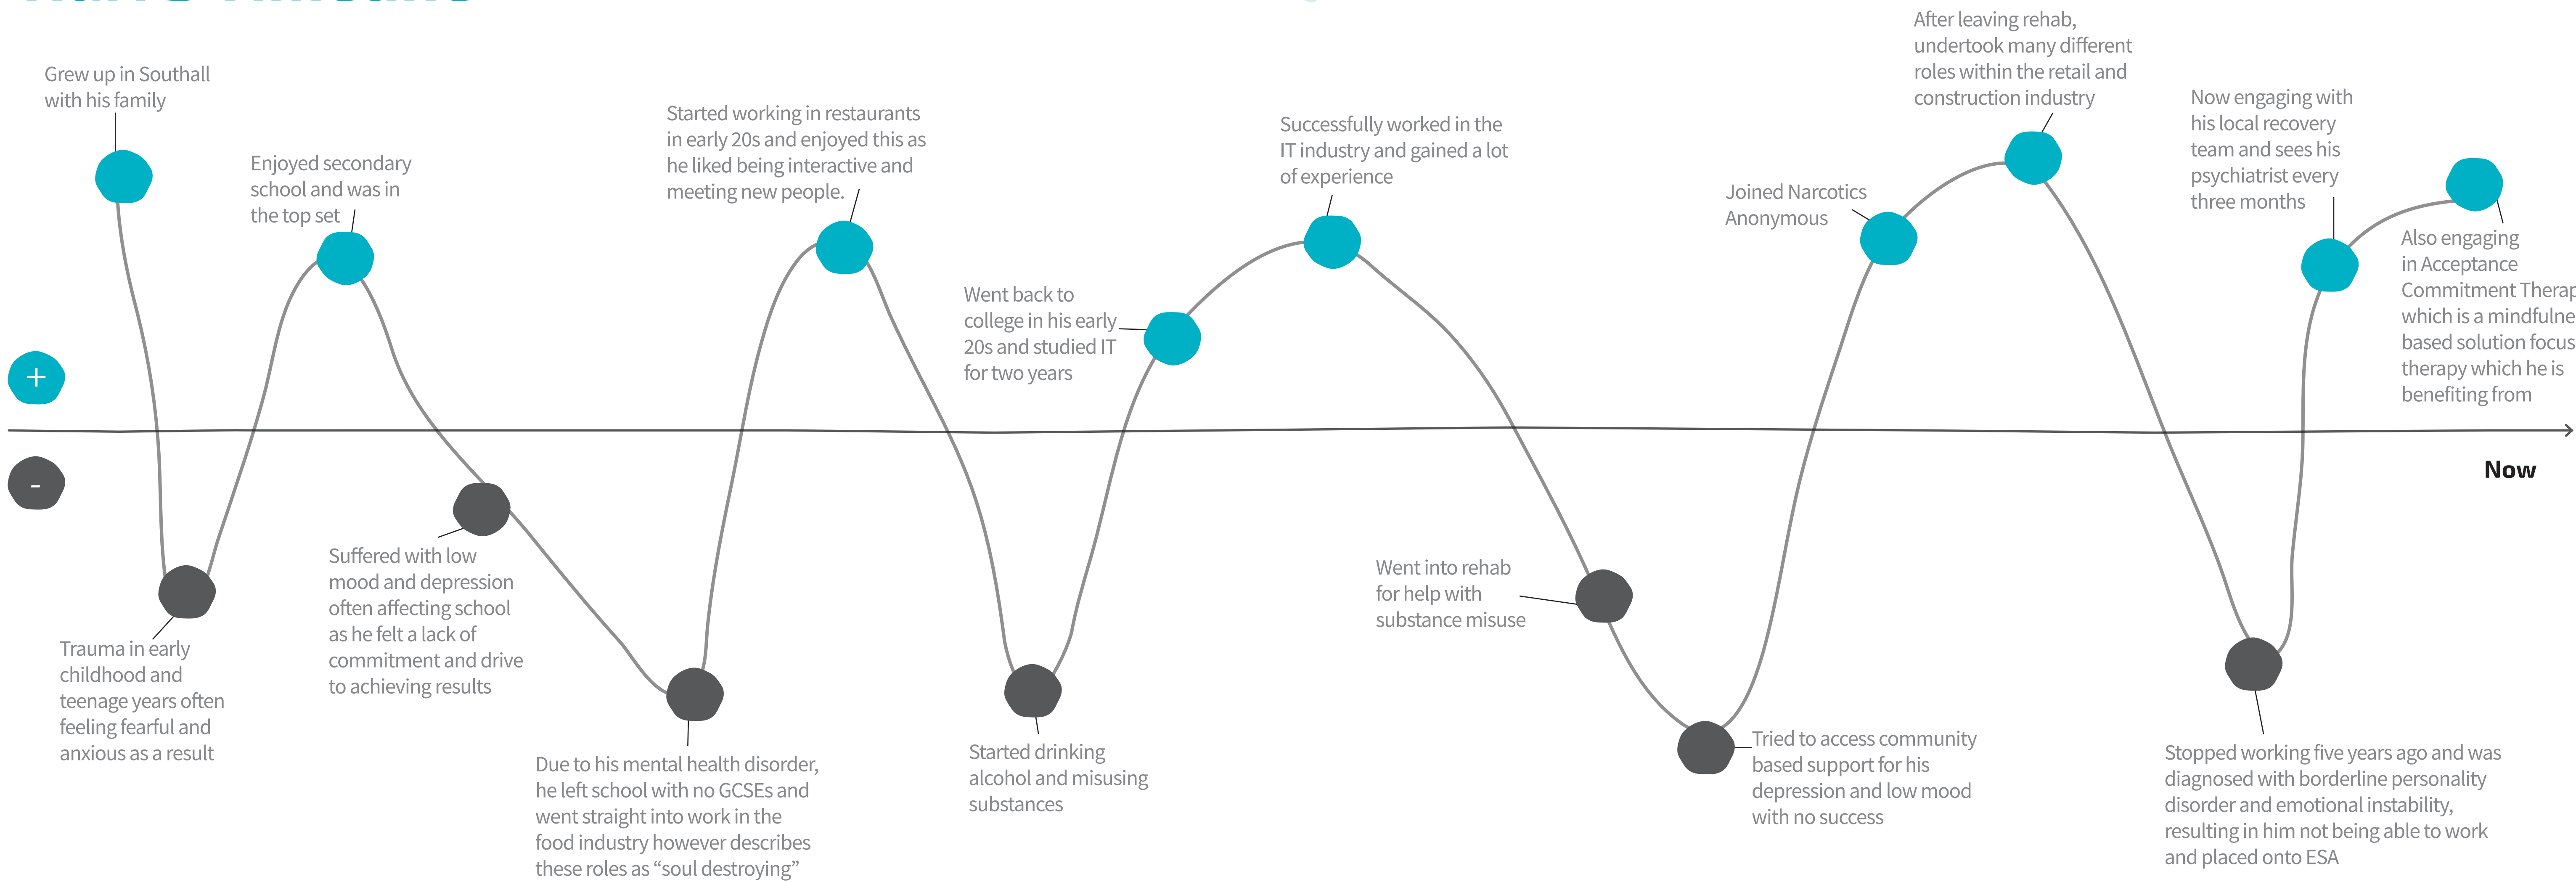 Grew up in Southall
with his family
Trauma in early
childhood and
teenage years often
feeling fearful and
anxious as a result
Enjoyed secondary
school and was in
the top set
Suffered with low
mood and depression
often affecting school
as he felt a lack of
commitment and drive
to achieving results
Due to his mental health disorder,
he left school with no GCSEs and
went straight into work in the
food industry however describes
these roles as “soul destroying”
Started working in restaurants
in early 20s and enjoyed this as
he liked being interactive and
meeting new people.
Started drinking
alcohol and misusing
substances
Went back to
college in his early
20s and studied IT
for two years
Successfully worked in the
IT industry and gained a lot
of experience
Went into rehab
for help with
substance misuse
Tried to access community
based support for his
depression and low mood
with no success
Joined Narcotics
Anonymous
After leaving rehab,
undertook many different
roles within the retail and
construction industry
Stopped working five years ago and was
diagnosed with borderline personality
disorder and emotional instability,
resulting in him not being able to work
and placed onto ESA
Now engaging with
his local recovery
team and sees his
psychiatrist every
three months
Also engaging
in Acceptance
Commitment Therap
which is a mindfulne
based solution focus
therapy which he is
benefiting from
+
-
Now